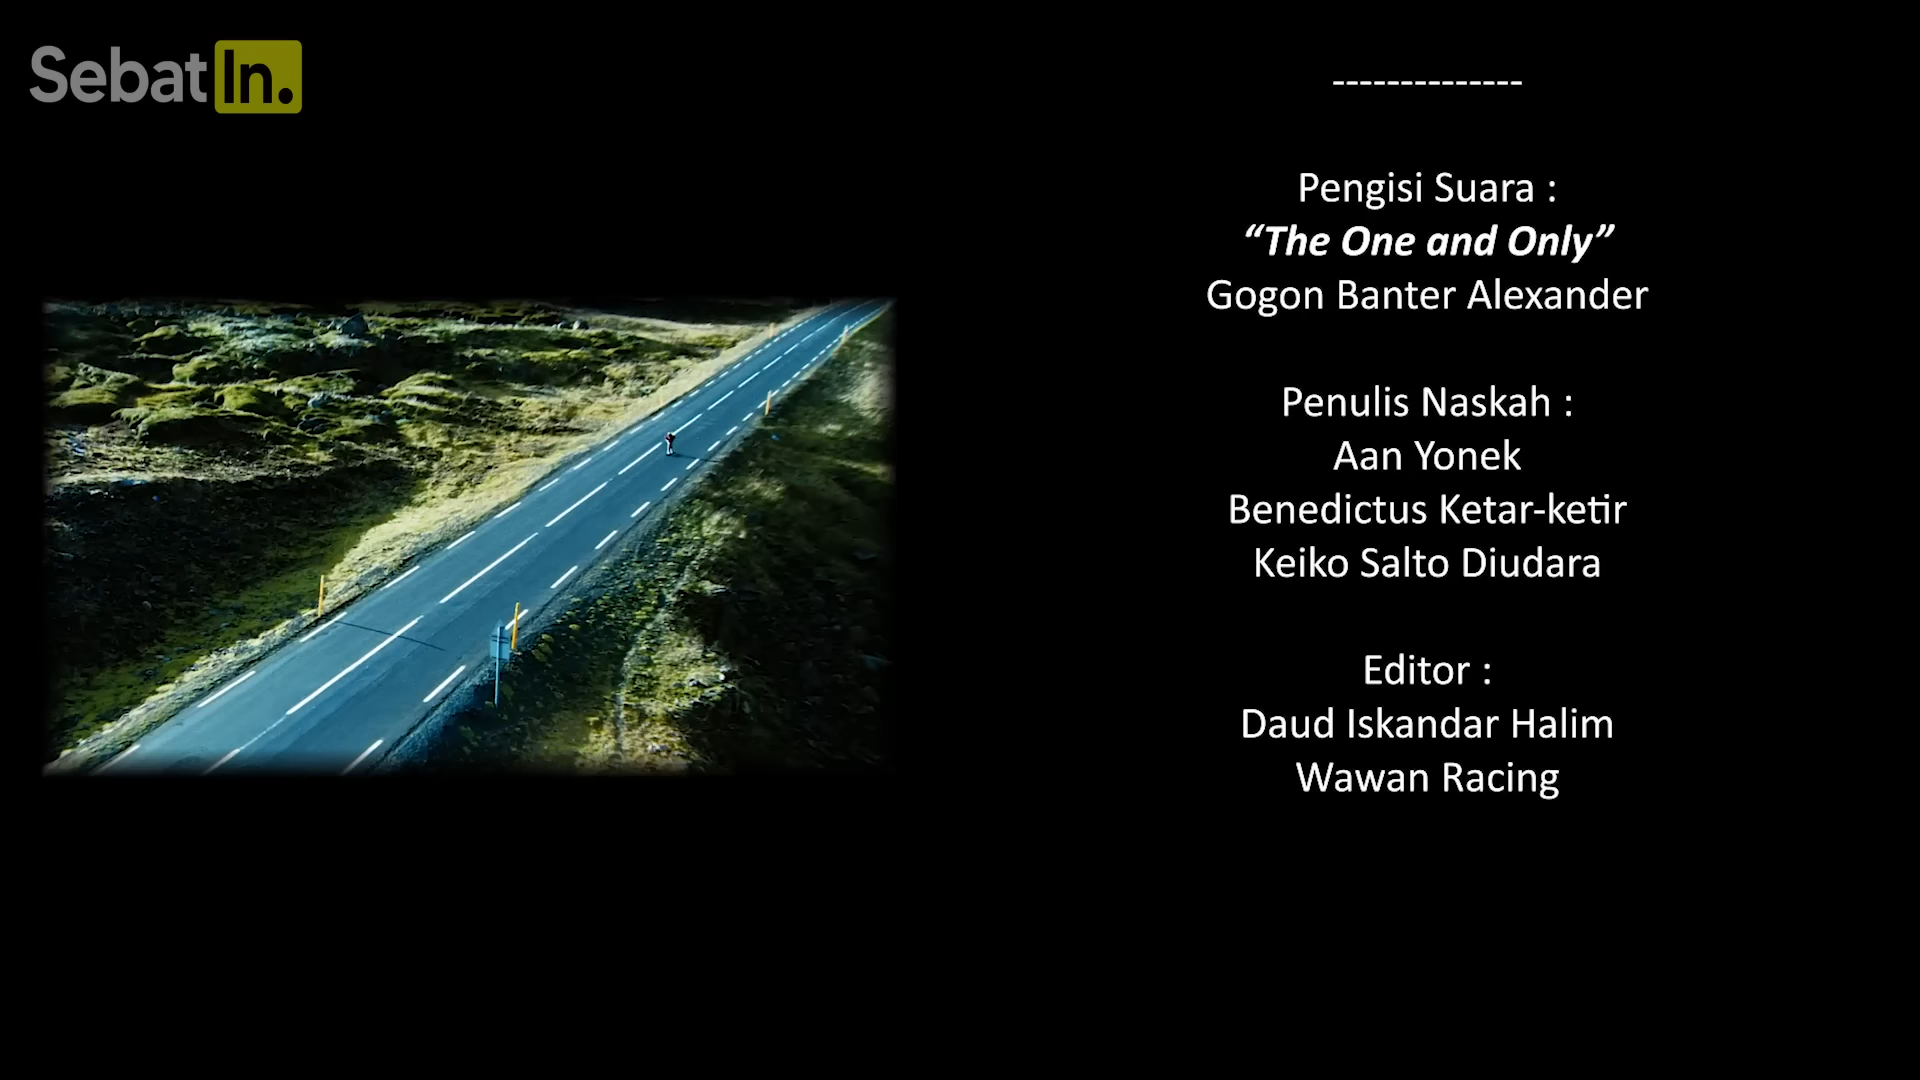 SebatIn.
--------------
Pengisi Suara :
“The One and Only”
Gogon Banter Alexander
Penulis Naskah :
Aan Yonek
Benedictus Ketar-ketir
Keiko Salto Diudara
Editor :
Daud Iskandar Halim
Wawan Racing